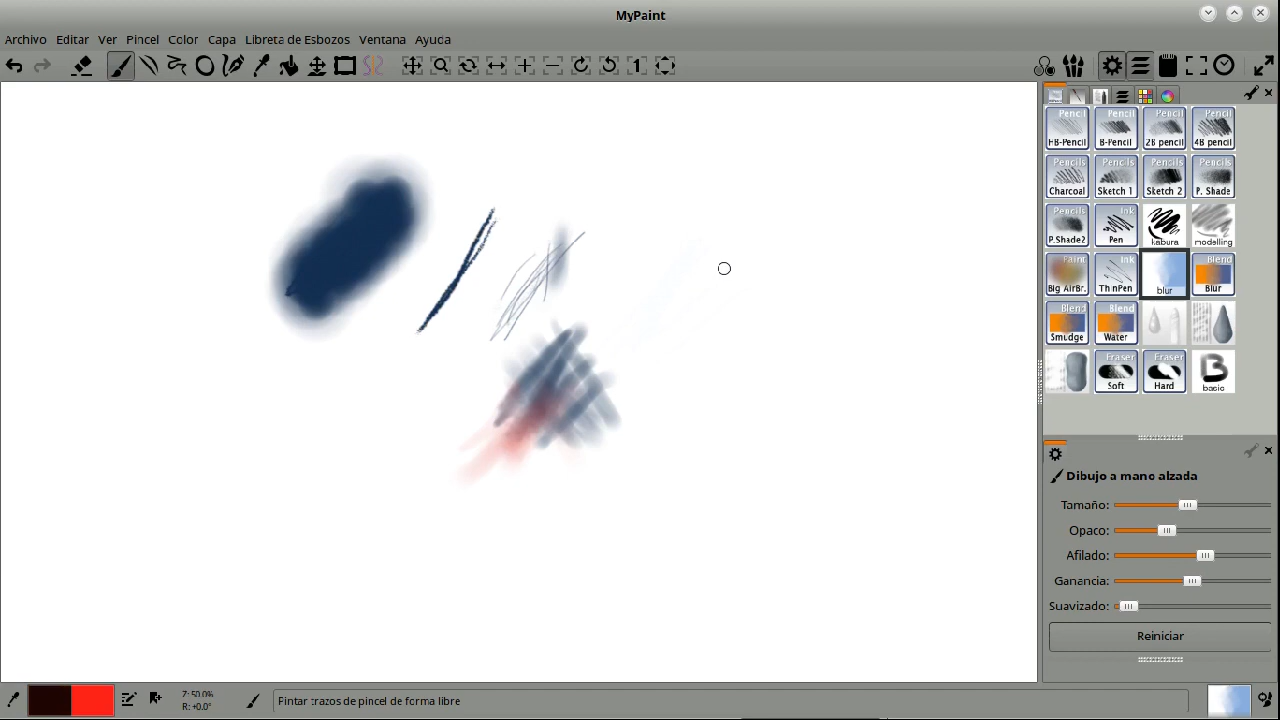 MyPaint
Archivo Editar Ver Pincel Color Capa Libreta de Esbozos Ventana Ayuda
1
Pencil Pencil Pencil Pencil
HB-Pencil B-Pencil 2B pencil 4B pencil
Pencils Pencils Pencils Pencils
Charcoal Sketch 1 Sketch 2 P. Shade
Pencils Ink
P.Shade2 Pen kabura modelling
Paint Ink Blend
Big AirBr. ThinPen blur Blur
Blend Blend
Smudge Water
Eraser Eraser
Soft Hard basic
Dibujo a mano alzada
Tamaño:
Opaco:
Afilado:
Ganancia:
Suavizado:
Reiniciar
Z: 50.0%
R: +0.0°
Pintar trazos de pincel de forma libre